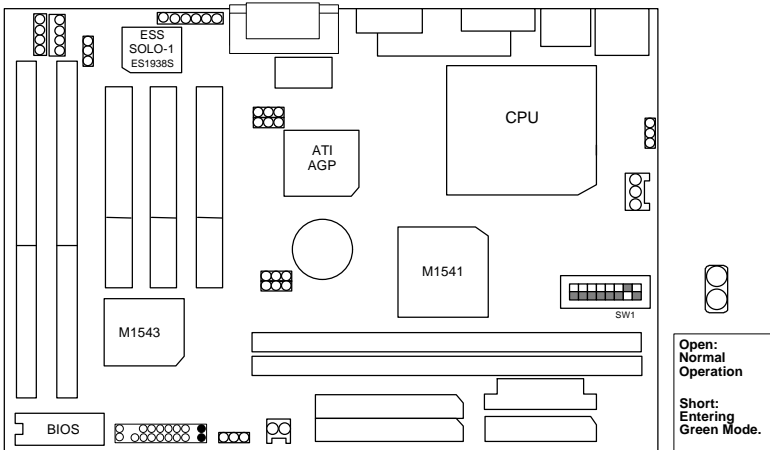 ESS
SOLO-1
ES1938S
CPU
ATI
AGP
M1541
SW1
M1543
Open:
Normal
Operation
Short:
Entering
Green Mode.
BIOS